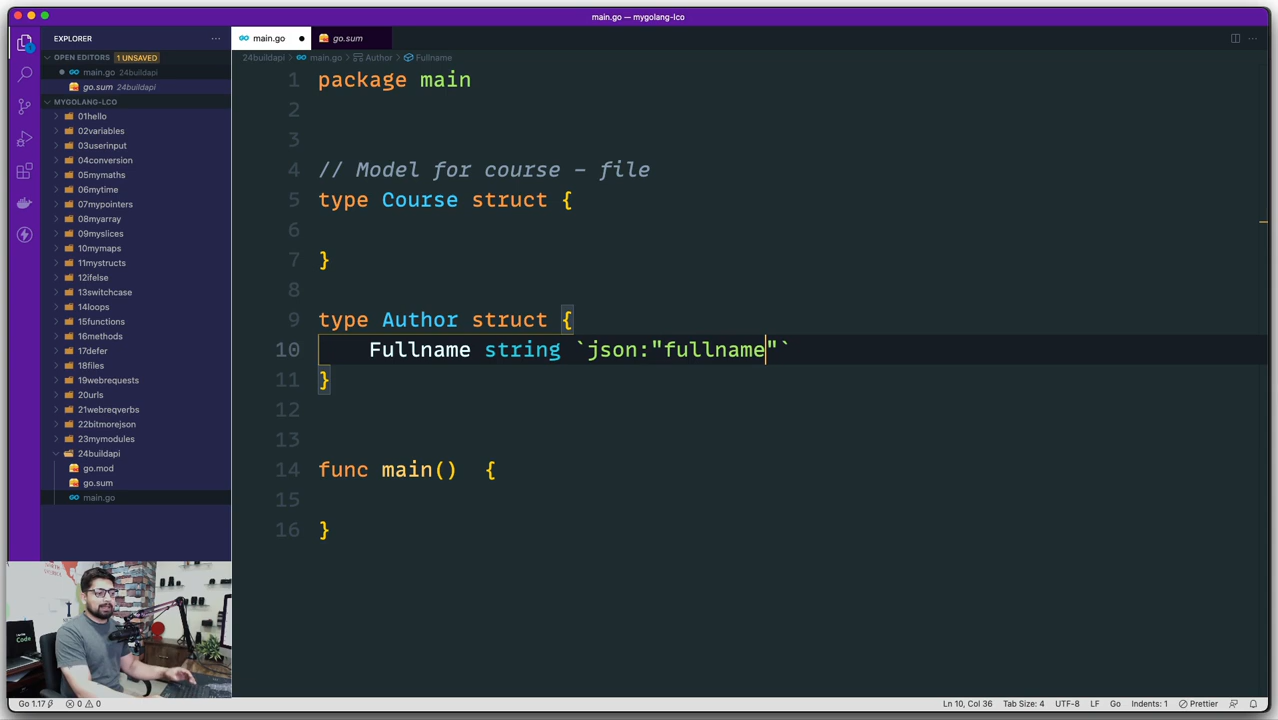 main.go — mygolang-lco
EXPLORER
main.go
go.sum
OPEN EDITORS 1 UNSAVED
24buildapi main.go Author Fullname
main.go 24buildapi
go.sum 24buildapi
MYGOLANG-LCO
01hello
02variables
03userinput
04conversion
05mymaths
06mytime
07mypointers
08myarray
09myslices
10mymaps
11mystructs
12ifelse
13switchcase
14loops
15functions
16methods
17defer
18files
19webrequests
20urls
21webreqverbs
22bitmorejson
23mymodules
24buildapi
go.mod
go.sum
main.go
1 package main
2
3
4 // Model for course - file
5 type Course struct {
6
7 }
8
9 type Author struct {
10 Fullname string `json:"fullname"`
11 }
12
13
14 func main() {
15
16 }
Code
Go 1.17 0 0 Ln 10, Col 36 Tab Size: 4 UTF-8 LF Go Indents: 1 Prettier